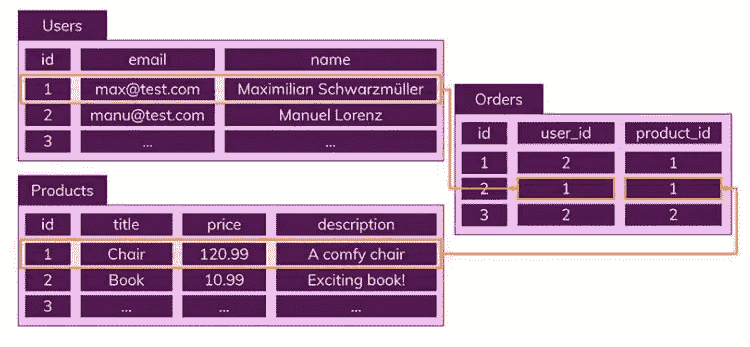 Users
id email name
1 max@test.com Maximilian Schwarzmüller
2 manu@test.com Manuel Lorenz
3 ... ...
Orders
id user_id product_id
1 2 1
2 1 1
3 2 2
Products
id title price description
1 Chair 120.99 A comfy chair
2 Book 10.99 Exciting book!
3 ... ... ...